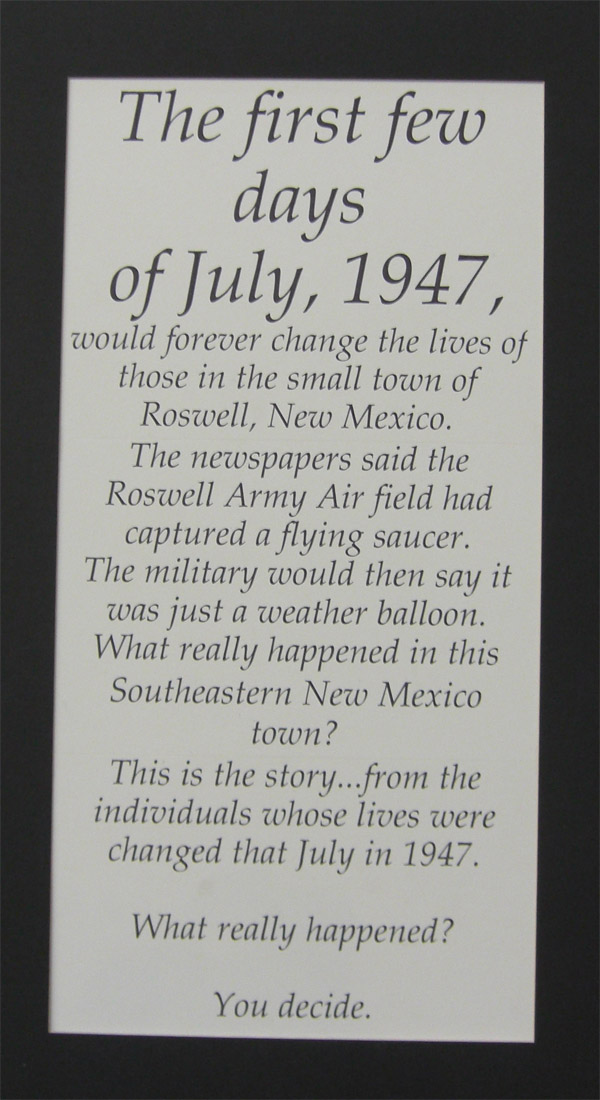 The first few
days
of July, 1947,
would forever change the lives of
those in the small town of
Roswell, New Mexico.
The newspapers said the
Roswell Army Air field had
captured a flying saucer.
The military would then say it
was just a weather balloon.
What really happened in this
Southeastern New Mexico
town?
This is the story...from the
individuals whose lives were
changed that July in 1947.
What really happened?
You decide.